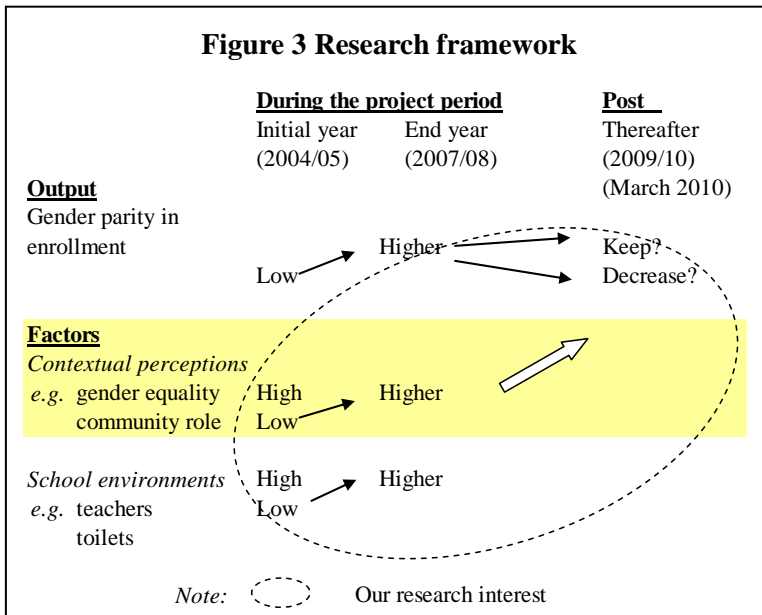 Figure 3 Research framework
During the project period Post
Initial year End year Thereafter
(2004/05) (2007/08) (2009/10)
Output (March 2010)
Gender parity in
enrollment Higher Keep?
Low Decrease?
Factors
Contextual perceptions
e.g. gender equality High Higher
community role Low
School environments High Higher
e.g. teachers Low
toilets
Note: Our research interest